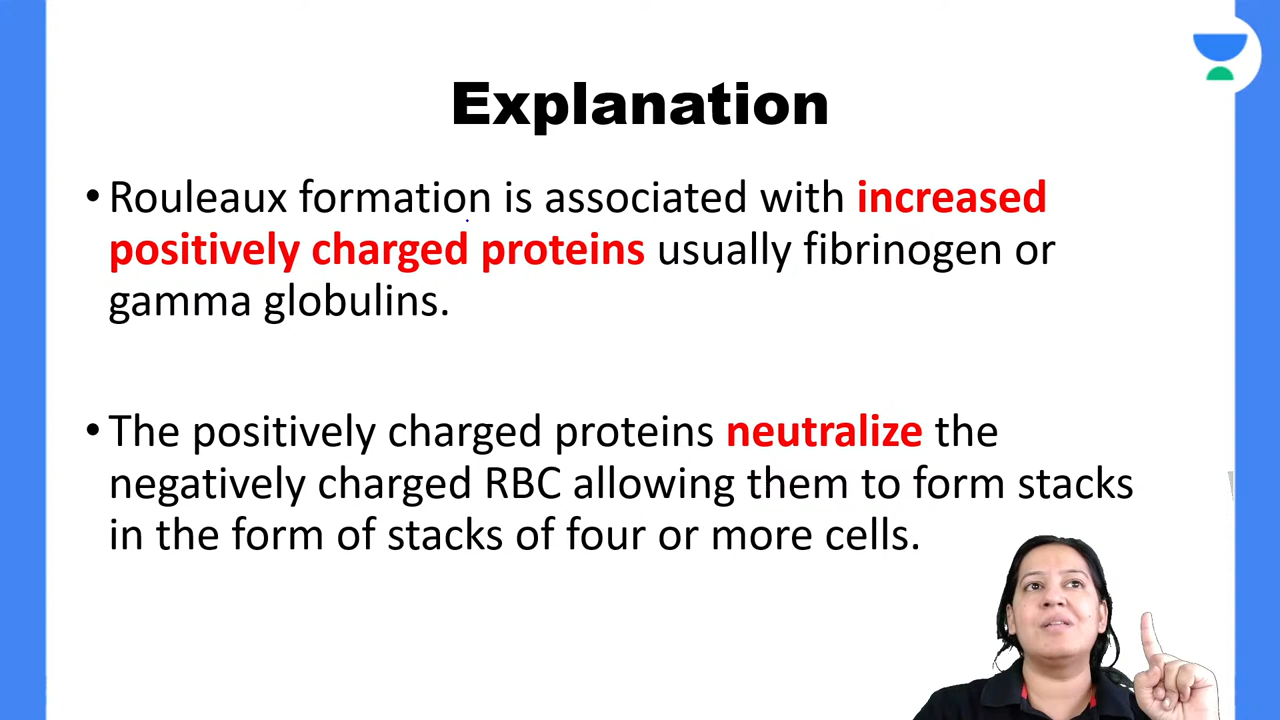 Explanation
• Rouleaux formation is associated with increased
positively charged proteins usually fibrinogen or
gamma globulins.
• The positively charged proteins neutralize the
negatively charged RBC allowing them to form stacks
in the form of stacks of four or more cells.